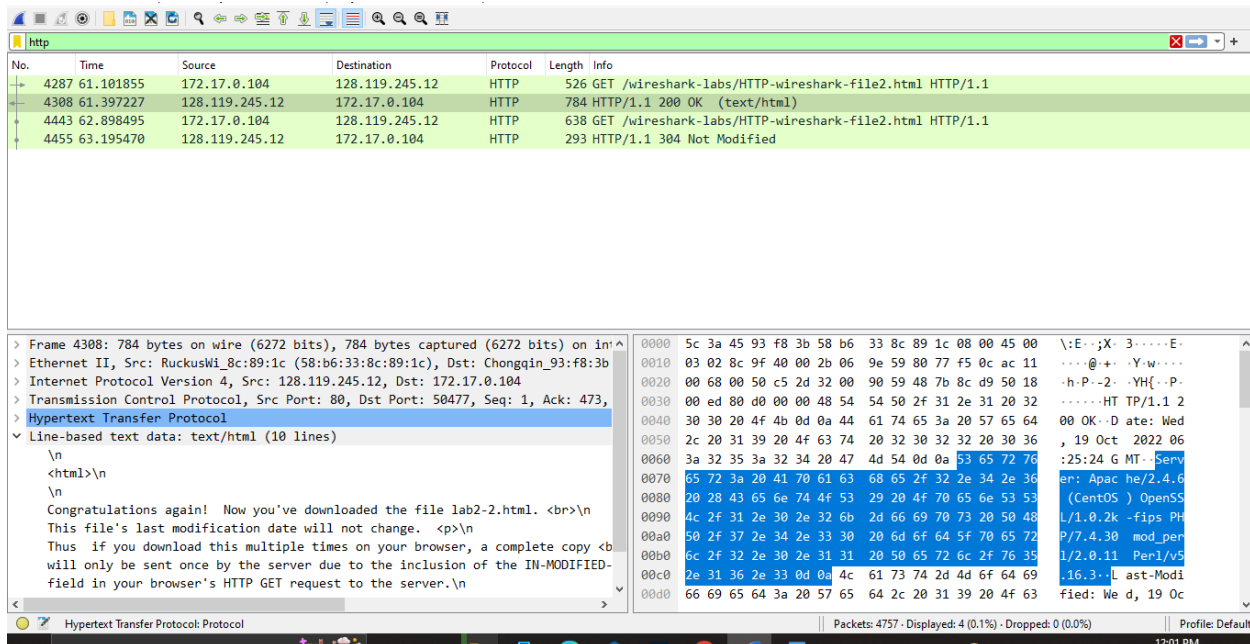 http
No. Time Source Destination Protocol Length Info
4287 61.101855 172.17.0.104 128.119.245.12 HTTP 526 GET /wireshark-labs/HTTP-wireshark-file2.html HTTP/1.1
4308 61.397227 128.119.245.12 172.17.0.104 HTTP 784 HTTP/1.1 200 OK (text/html)
4443 62.898495 172.17.0.104 128.119.245.12 HTTP 638 GET /wireshark-labs/HTTP-wireshark-file2.html HTTP/1.1
4455 63.195470 128.119.245.12 172.17.0.104 HTTP 293 HTTP/1.1 304 Not Modified
> Frame 4308: 784 bytes on wire (6272 bits), 784 bytes captured (6272 bits) on
> Ethernet II, Src: RuckusWi_8c:89:1c (58:b6:33:8c:89:1c), Dst: Chongqin_93:f8:3b
> Internet Protocol Version 4, Src: 128.119.245.12, Dst: 172.17.0.104
> Transmission Control Protocol, Src Port: 80, Dst Port: 50477, Seq: 1, Ack: 473,
> Hypertext Transfer Protocol
Line-based text data: text/html (10 lines)
\n
<html>\n
\n
Congratulations again!  Now you've downloaded the file lab2-2.html. <br>\n
This file's last modification date will not change.  <p>\n
Thus  if you download this multiple times on your browser, a complete copy <b
will only be sent once by the server due to the inclusion of the IN-MODIFIED-
field in your browser's HTTP GET request to the server.\n
0000 5c 3a 45 93 f8 3b 58 b6 33 8c 89 1c 08 00 45 00 \:E··;X· 3·····E·
0010 03 02 8c 9f 40 00 2b 06 9e 59 80 77 f5 0c ac 11 ····@·+· ·Y·w····
0020 00 68 00 50 c5 2d 32 00 90 59 48 7b 8c d9 50 18 ·h·P·-2· ·YH{··P·
0030 00 ed 80 d0 00 00 48 54 54 50 2f 31 2e 31 20 32 ······HT TP/1.1 2
0040 30 30 20 4f 4b 0d 0a 44 61 74 65 3a 20 57 65 64 00 OK··D ate: Wed
0050 2c 20 31 39 20 4f 63 74 20 32 30 32 32 20 30 36 , 19 Oct 2022 06
0060 3a 32 35 3a 32 34 20 47 4d 54 0d 0a 53 65 72 76 :25:24 G MT··Serv
0070 65 72 3a 20 41 70 61 63 68 65 2f 32 2e 34 2e 36 er: Apac he/2.4.6
0080 20 28 43 65 6e 74 4f 53 29 20 4f 70 65 6e 53 53 (CentOS ) OpenSS
0090 4c 2f 31 2e 30 2e 32 6b 2d 66 69 70 73 20 50 48 L/1.0.2k -fips PH
00a0 50 2f 37 2e 34 2e 33 30 20 6d 6f 64 5f 70 65 72 P/7.4.30 mod_per
00b0 6c 2f 32 2e 30 2e 31 31 20 50 65 72 6c 2f 76 35 l/2.0.11 Perl/v5
00c0 2e 31 36 2e 33 0d 0a 4c 61 73 74 2d 4d 6f 64 69 .16.3··L ast-Modi
00d0 66 69 65 64 3a 20 57 65 64 2c 20 31 39 20 4f 63 fied: We d, 19 Oc
Hypertext Transfer Protocol: Protocol Packets: 4757 · Displayed: 4 (0.1%) · Dropped: 0 (0.0%) Profile: Default
12:01 PM